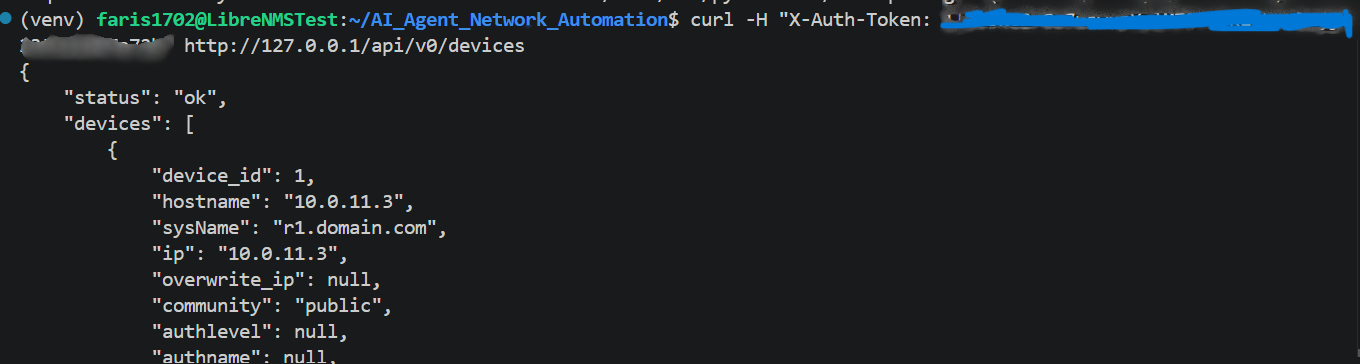 (venv) faris1702@LibreNMSTest:~/AI_Agent_Network_Automation$ curl -H "X-Auth-Token:
http://127.0.0.1/api/v0/devices
{
    "status": "ok",
    "devices": [
        {
            "device_id": 1,
            "hostname": "10.0.11.3",
            "sysName": "r1.domain.com",
            "ip": "10.0.11.3",
            "overwrite_ip": null,
            "community": "public",
            "authlevel": null,
            "authname": null,